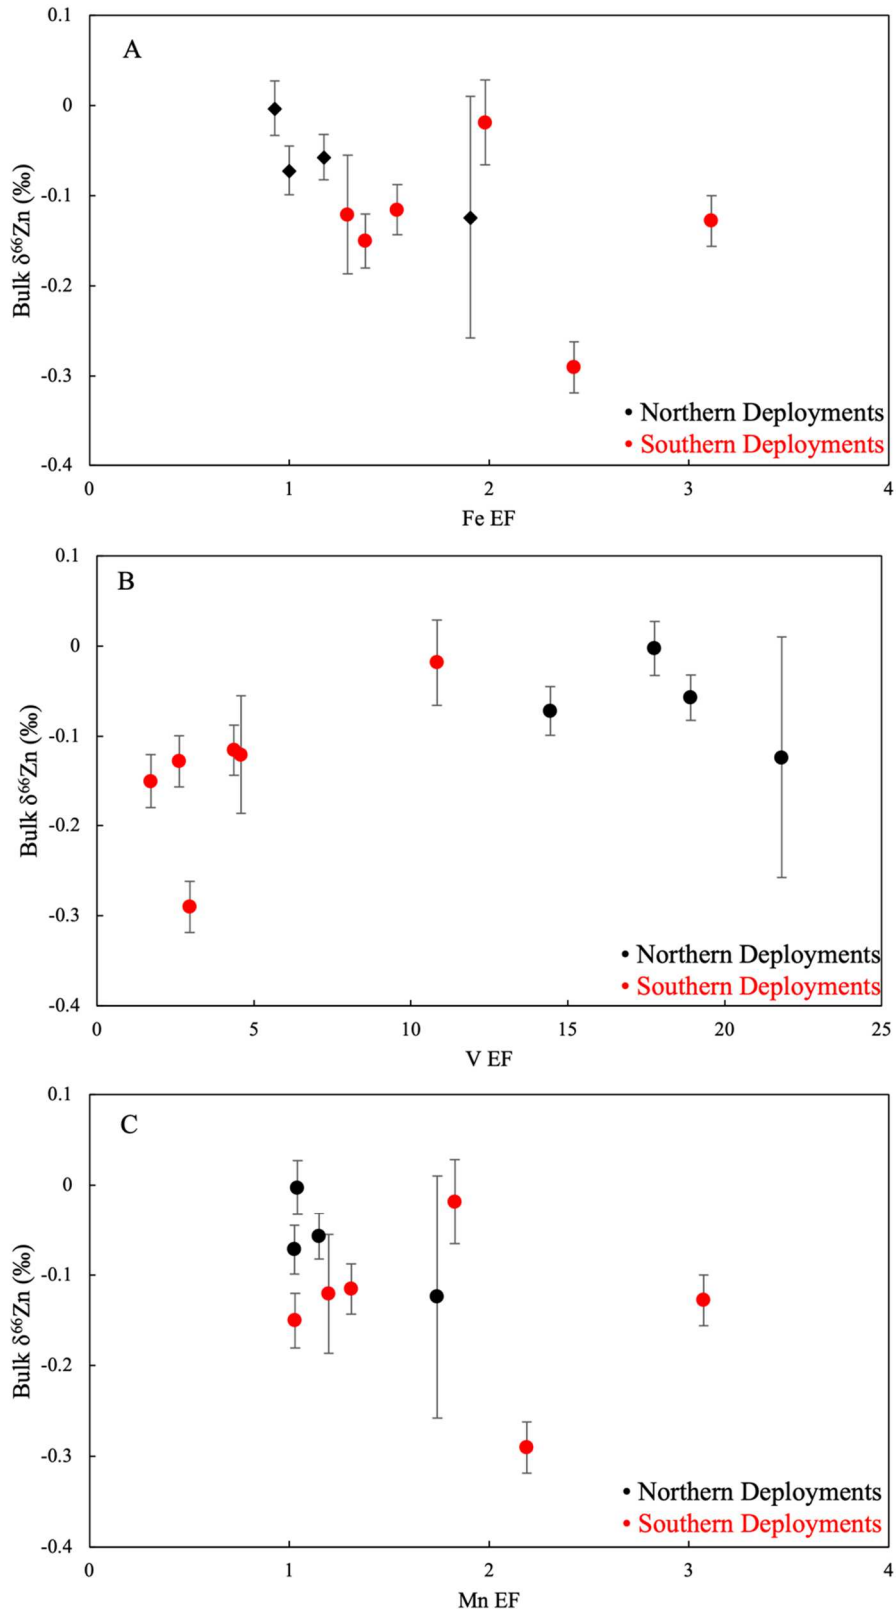 A
0.1
0
-0.1
-0.2
-0.3
-0.4
Bulk δ⁶⁶Zn (‰)
• Northern Deployments
• Southern Deployments
0 1 2 3 4
Fe EF
B
0.1
0
-0.1
-0.2
-0.3
-0.4
Bulk δ⁶⁶Zn (‰)
• Northern Deployments
• Southern Deployments
0 5 10 15 20 25
V EF
C
0.1
0
-0.1
-0.2
-0.3
-0.4
Bulk δ⁶⁶Zn (‰)
• Northern Deployments
• Southern Deployments
0 1 2 3 4
Mn EF